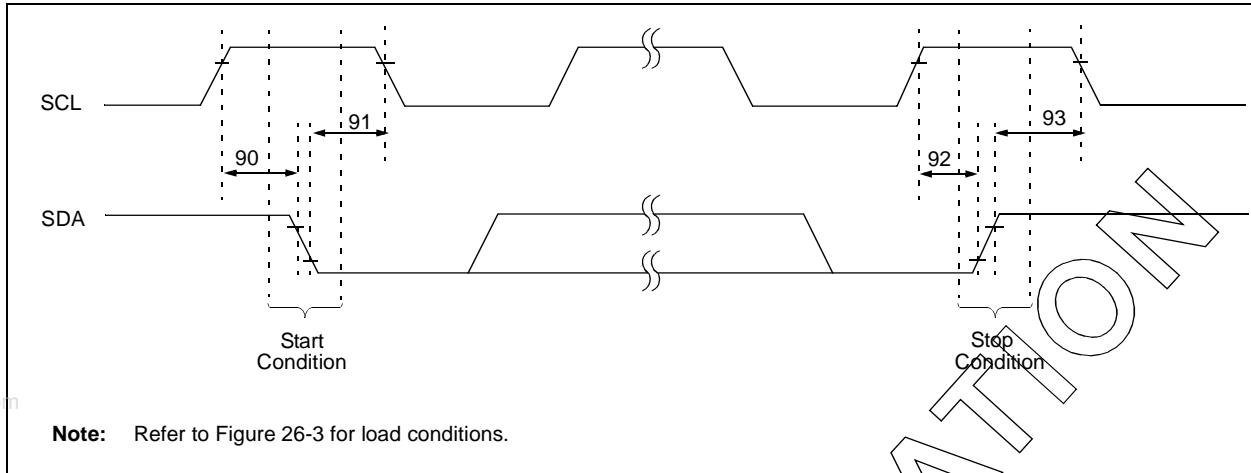 SCL
91
93
90
92
SDA
Start
Condition
Stop
Condition
Note: Refer to Figure 26-3 for load conditions.
ATION
m